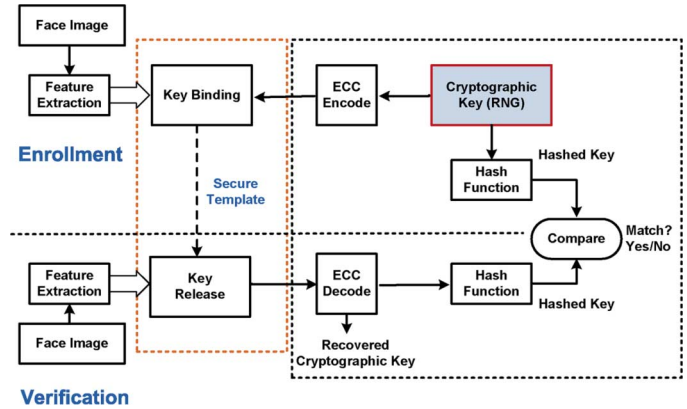 Face Image
Feature
Extraction
Key Binding
ECC
Encode
Cryptographic
Key (RNG)
Enrollment
Hash
Function
Hashed Key
Secure
Template
Compare
Match?
Yes/No
Feature
Extraction
Key
Release
ECC
Decode
Hash
Function
Hashed Key
Face Image
Recovered
Cryptographic Key
Verification